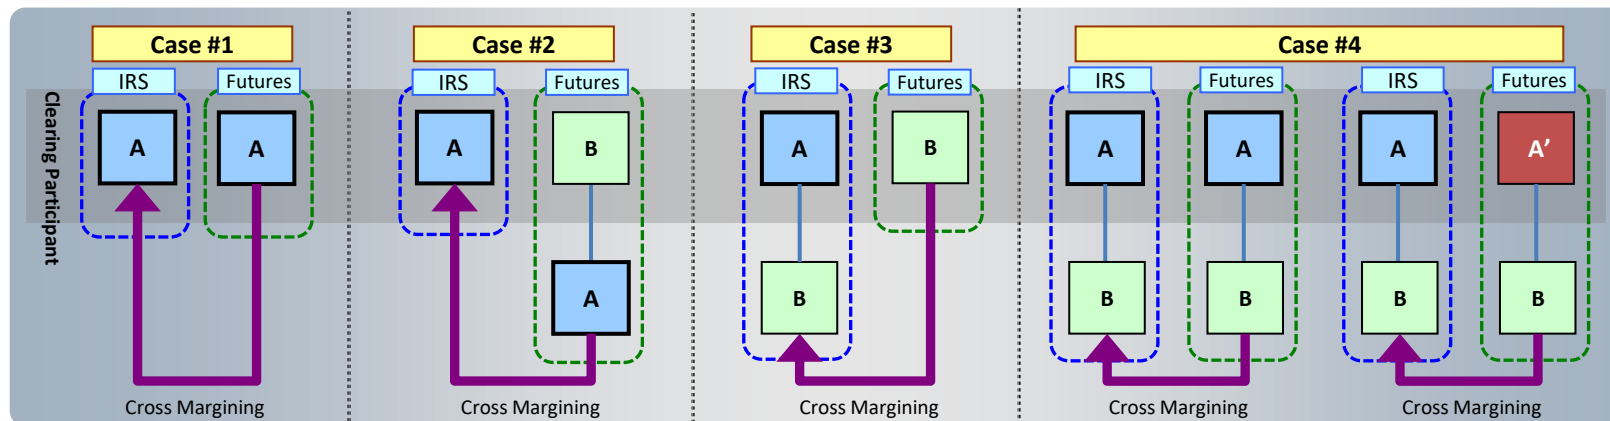 Case #1
Case #2
Case #3
Case #4
IRS
Futures
IRS
Futures
IRS
Futures
IRS
Futures
IRS
Futures
Clearing Participant
A
A
A
B
A
B
A
A
A
A'
A
B
B
B
B
B
Cross Margining
Cross Margining
Cross Margining
Cross Margining
Cross Margining